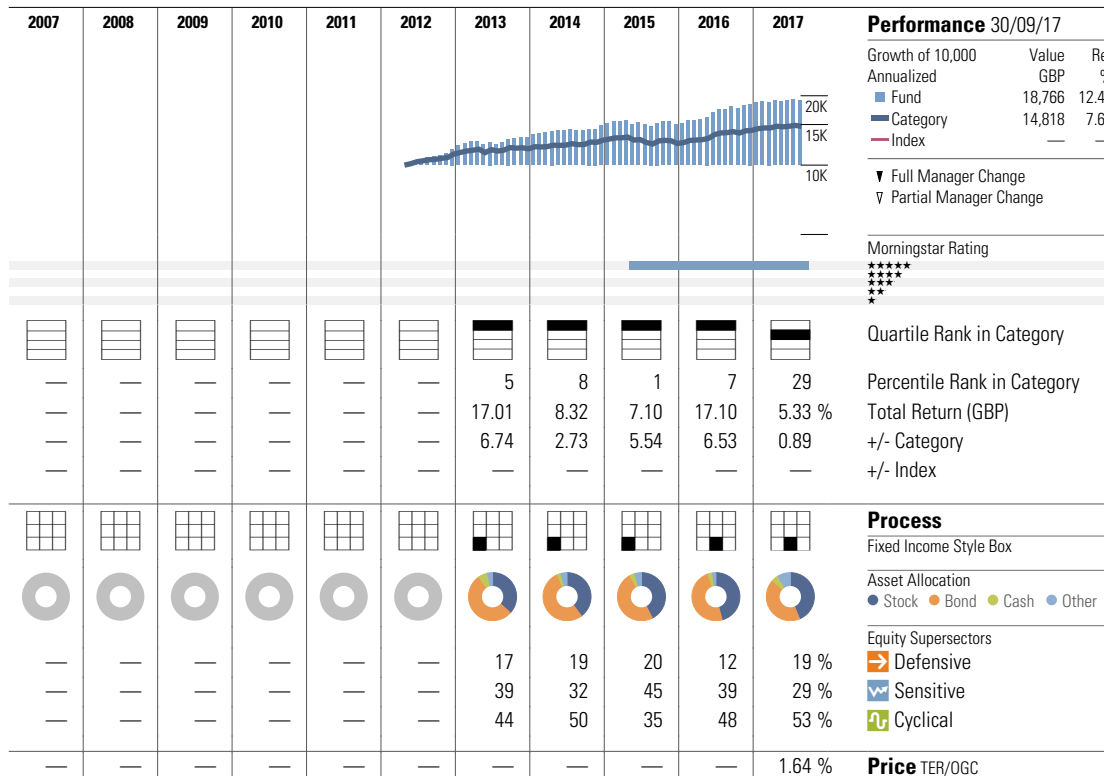 2007 2008 2009 2010 2011 2012 2013 2014 2015 2016 2017 Performance 30/09/17
Growth of 10,000 Value Re
Annualized GBP %
Fund 18,766 12.4
Category 14,818 7.6
Index — —
20K
15K
10K
Full Manager Change
Partial Manager Change
Morningstar Rating
★★★★★
★★★★
★★★
★★
★
Quartile Rank in Category
— — — — — — 5 8 1 7 29 Percentile Rank in Category
— — — — — — 17.01 8.32 7.10 17.10 5.33 % Total Return (GBP)
— — — — — — 6.74 2.73 5.54 6.53 0.89 +/- Category
— — — — — — — — — — — +/- Index
Process
Fixed Income Style Box
Asset Allocation
Stock Bond Cash Other
Equity Supersectors
— — — — — — 17 19 20 12 19 % Defensive
— — — — — — 39 32 45 39 29 % Sensitive
— — — — — — 44 50 35 48 53 % Cyclical
— — — — — — — — — — 1.64 % Price TER/OGC